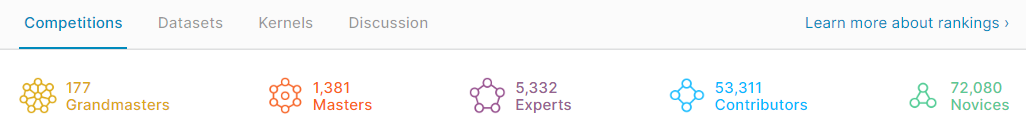 Competitions Datasets Kernels Discussion Learn more about rankings ›
177 1,381 5,332 53,311 72,080
Grandmasters Masters Experts Contributors Novices